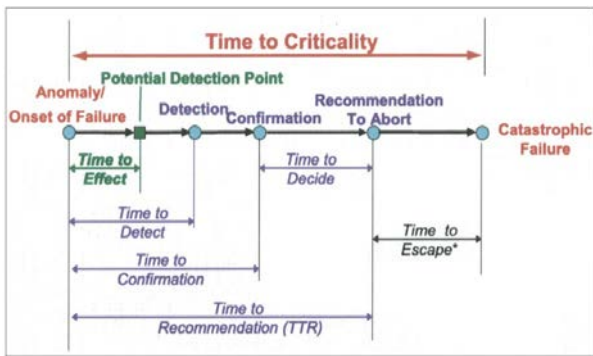 Time to Criticality
Potential Detection Point
Anomaly/
Onset of Failure
Detection
Confirmation
Recommendation
To Abort
Catastrophic
Failure
Time to
Effect
Time to
Decide
Time to
Detect
Time to
Escape*
Time to
Confirmation
Time to
Recommendation (TTR)